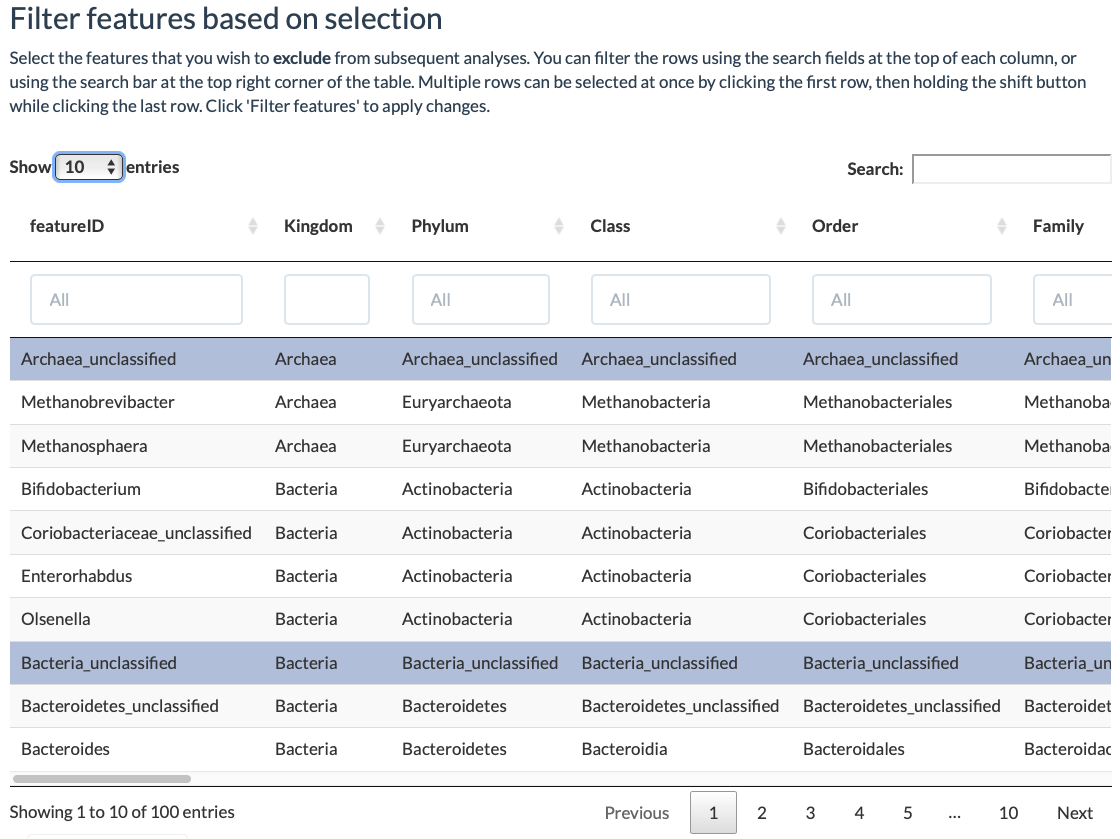 Filter features based on selection
Select the features that you wish to exclude from subsequent analyses. You can filter the rows using the search fields at the top of each column, or
using the search bar at the top right corner of the table. Multiple rows can be selected at once by clicking the first row, then holding the shift button
while clicking the last row. Click 'Filter features' to apply changes.
Show 10 entries Search:
featureID Kingdom Phylum Class Order Family
All All All All All
Archaea_unclassified Archaea Archaea_unclassified Archaea_unclassified Archaea_unclassified Archaea_un
Methanobrevibacter Archaea Euryarchaeota Methanobacteria Methanobacteriales Methanoba
Methanosphaera Archaea Euryarchaeota Methanobacteria Methanobacteriales Methanoba
Bifidobacterium Bacteria Actinobacteria Actinobacteria Bifidobacteriales Bifidobacte
Coriobacteriaceae_unclassified Bacteria Actinobacteria Actinobacteria Coriobacteriales Coriobacter
Enterorhabdus Bacteria Actinobacteria Actinobacteria Coriobacteriales Coriobacter
Olsenella Bacteria Actinobacteria Actinobacteria Coriobacteriales Coriobacter
Bacteria_unclassified Bacteria Bacteria_unclassified Bacteria_unclassified Bacteria_unclassified Bacteria_un
Bacteroidetes_unclassified Bacteria Bacteroidetes Bacteroidetes_unclassified Bacteroidetes_unclassified Bacteroidet
Bacteroides Bacteria Bacteroidetes Bacteroidia Bacteroidales Bacteroidac
Showing 1 to 10 of 100 entries Previous 1 2 3 4 5 ... 10 Next